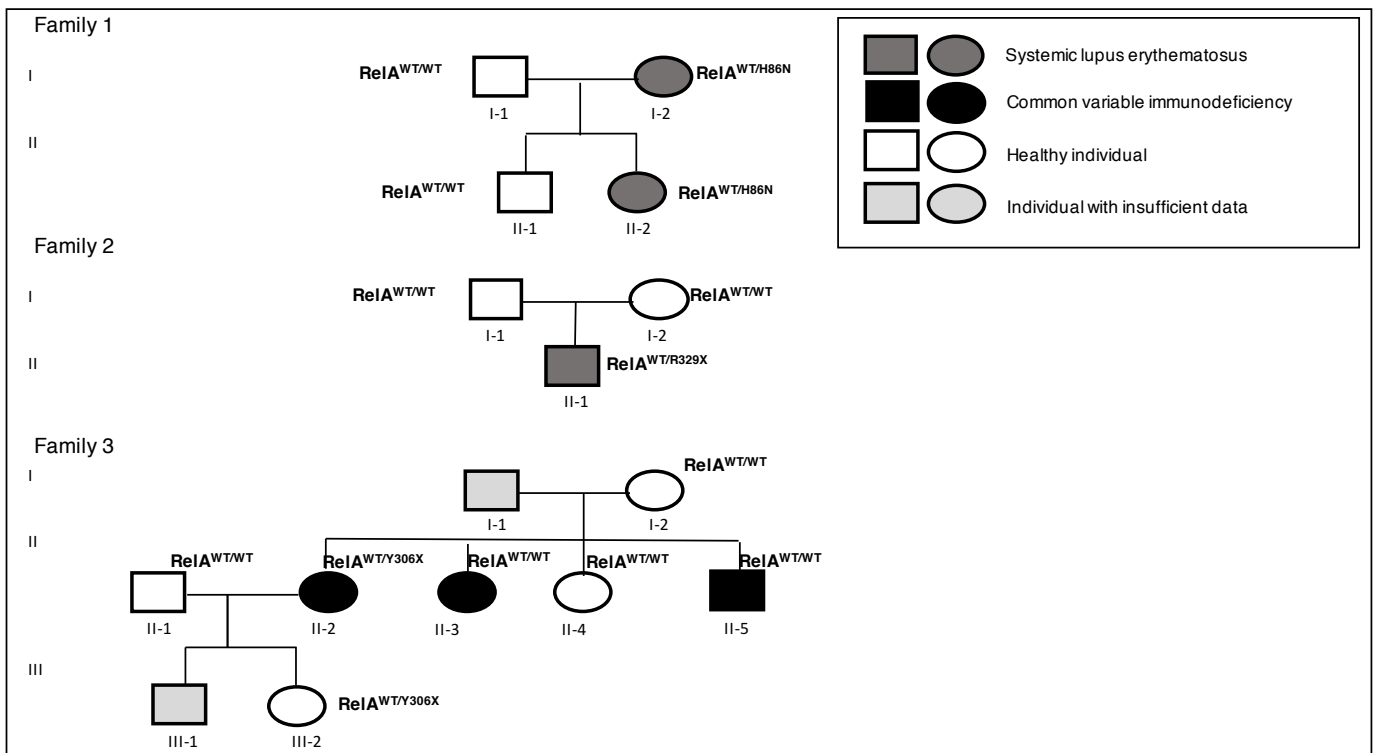 Family 1
Systemic lupus erythematosus
I
RelA^WT/WT
RelA^WT/H86N
Common variable immunodeficiency
I-1
I-2
II
Healthy individual
RelA^WT/WT
RelA^WT/H86N
Individual with insufficient data
II-1
II-2
Family 2
I
RelA^WT/WT
RelA^WT/WT
I-1
I-2
II
RelA^WT/R329X
II-1
Family 3
I
RelA^WT/WT
I-1
I-2
II
RelA^WT/WT
RelA^WT/Y306X
RelA^WT/WT
RelA^WT/WT
RelA^WT/WT
II-1
II-2
II-3
II-4
II-5
III
RelA^WT/Y306X
III-1
III-2